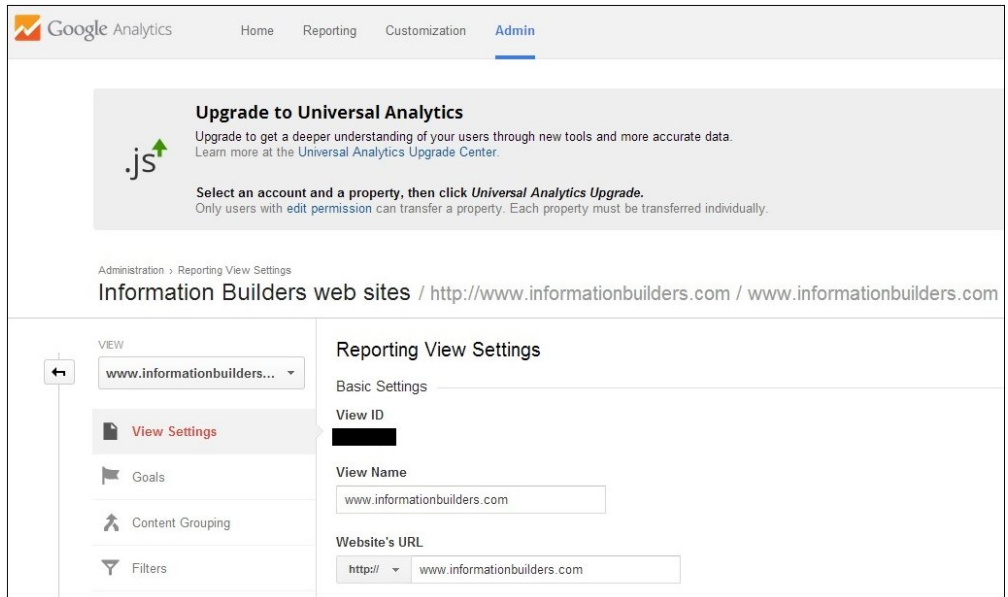 Google Analytics Home Reporting Customization Admin
Upgrade to Universal Analytics
Upgrade to get a deeper understanding of your users through new tools and more accurate data.
Learn more at the Universal Analytics Upgrade Center.
.js
Select an account and a property, then click Universal Analytics Upgrade.
Only users with edit permission can transfer a property. Each property must be transferred individually.
Administration › Reporting View Settings
Information Builders web sites / http://www.informationbuilders.com / www.informationbuilders.com
VIEW
www.informationbuilders...
View Settings
Goals
Content Grouping
Filters
Reporting View Settings
Basic Settings
View ID
View Name
www.informationbuilders.com
Website's URL
http:// www.informationbuilders.com